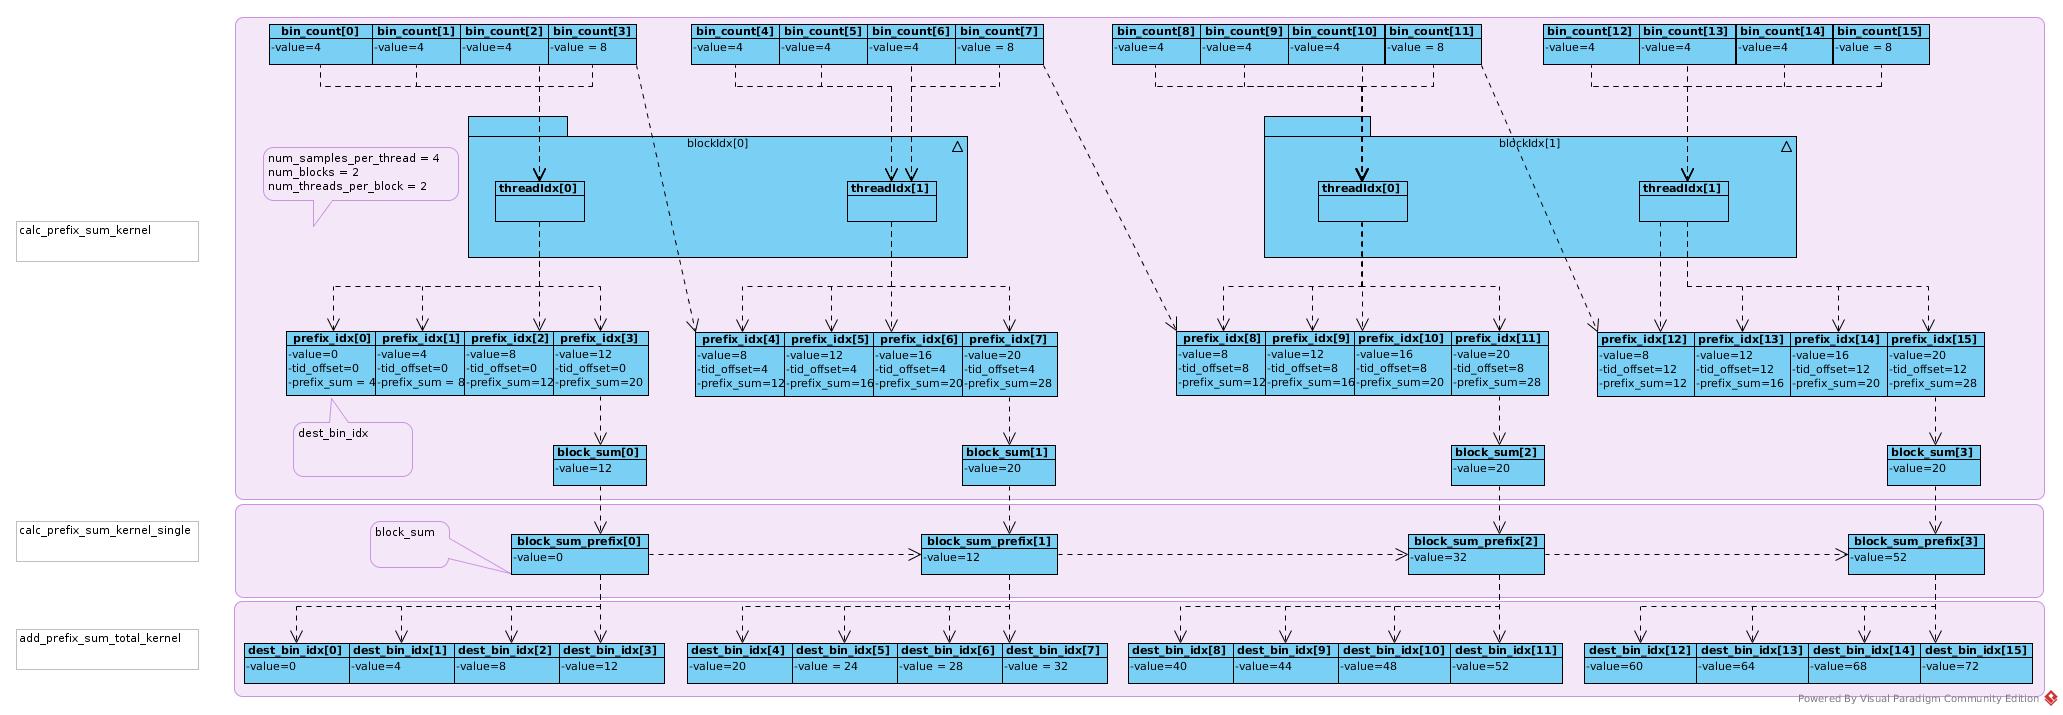 bin_count[0] bin_count[1] bin_count[2] bin_count[3] bin_count[4] bin_count[5] bin_count[6] bin_count[7] bin_count[8] bin_count[9] bin_count[10] bin_count[11] bin_count[12] bin_count[13] bin_count[14] bin_count[15]
-value=4 -value=4 -value=4 -value = 8 -value=4 -value=4 -value=4 -value = 8 -value=4 -value=4 -value=4 -value = 8 -value=4 -value=4 -value=4 -value = 8
blockIdx[0] blockIdx[1]
num_samples_per_thread = 4
num_blocks = 2
num_threads_per_block = 2
threadIdx[0] threadIdx[1] threadIdx[0] threadIdx[1]
calc_prefix_sum_kernel
prefix_idx[0] prefix_idx[1] prefix_idx[2] prefix_idx[3] prefix_idx[4] prefix_idx[5] prefix_idx[6] prefix_idx[7] prefix_idx[8] prefix_idx[9] prefix_idx[10] prefix_idx[11] prefix_idx[12] prefix_idx[13] prefix_idx[14] prefix_idx[15]
-value=0 -value=4 -value=8 -value=12 -value=8 -value=12 -value=16 -value=20 -value=8 -value=12 -value=16 -value=20 -value=8 -value=12 -value=16 -value=20
-tid_offset=0 -tid_offset=0 -tid_offset=0 -tid_offset=0 -tid_offset=4 -tid_offset=4 -tid_offset=4 -tid_offset=4 -tid_offset=8 -tid_offset=8 -tid_offset=8 -tid_offset=8 -tid_offset=12 -tid_offset=12 -tid_offset=12 -tid_offset=12
-prefix_sum = 4 -prefix_sum = 8 -prefix_sum=12 -prefix_sum=20 -prefix_sum=12 -prefix_sum=16 -prefix_sum=20 -prefix_sum=28 -prefix_sum=12 -prefix_sum=16 -prefix_sum=20 -prefix_sum=28 -prefix_sum=12 -prefix_sum=16 -prefix_sum=20 -prefix_sum=28
dest_bin_idx
block_sum[0] block_sum[1] block_sum[2] block_sum[3]
-value=12 -value=20 -value=20 -value=20
calc_prefix_sum_kernel_single
block_sum
block_sum_prefix[0] block_sum_prefix[1] block_sum_prefix[2] block_sum_prefix[3]
-value=0 -value=12 -value=32 -value=52
add_prefix_sum_total_kernel
dest_bin_idx[0] dest_bin_idx[1] dest_bin_idx[2] dest_bin_idx[3] dest_bin_idx[4] dest_bin_idx[5] dest_bin_idx[6] dest_bin_idx[7] dest_bin_idx[8] dest_bin_idx[9] dest_bin_idx[10] dest_bin_idx[11] dest_bin_idx[12] dest_bin_idx[13] dest_bin_idx[14] dest_bin_idx[15]
-value=0 -value=4 -value=8 -value=12 -value=20 -value = 24 -value = 28 -value = 32 -value=40 -value=44 -value=48 -value=52 -value=60 -value=64 -value=68 -value=72
Powered By Visual Paradigm Community Edition